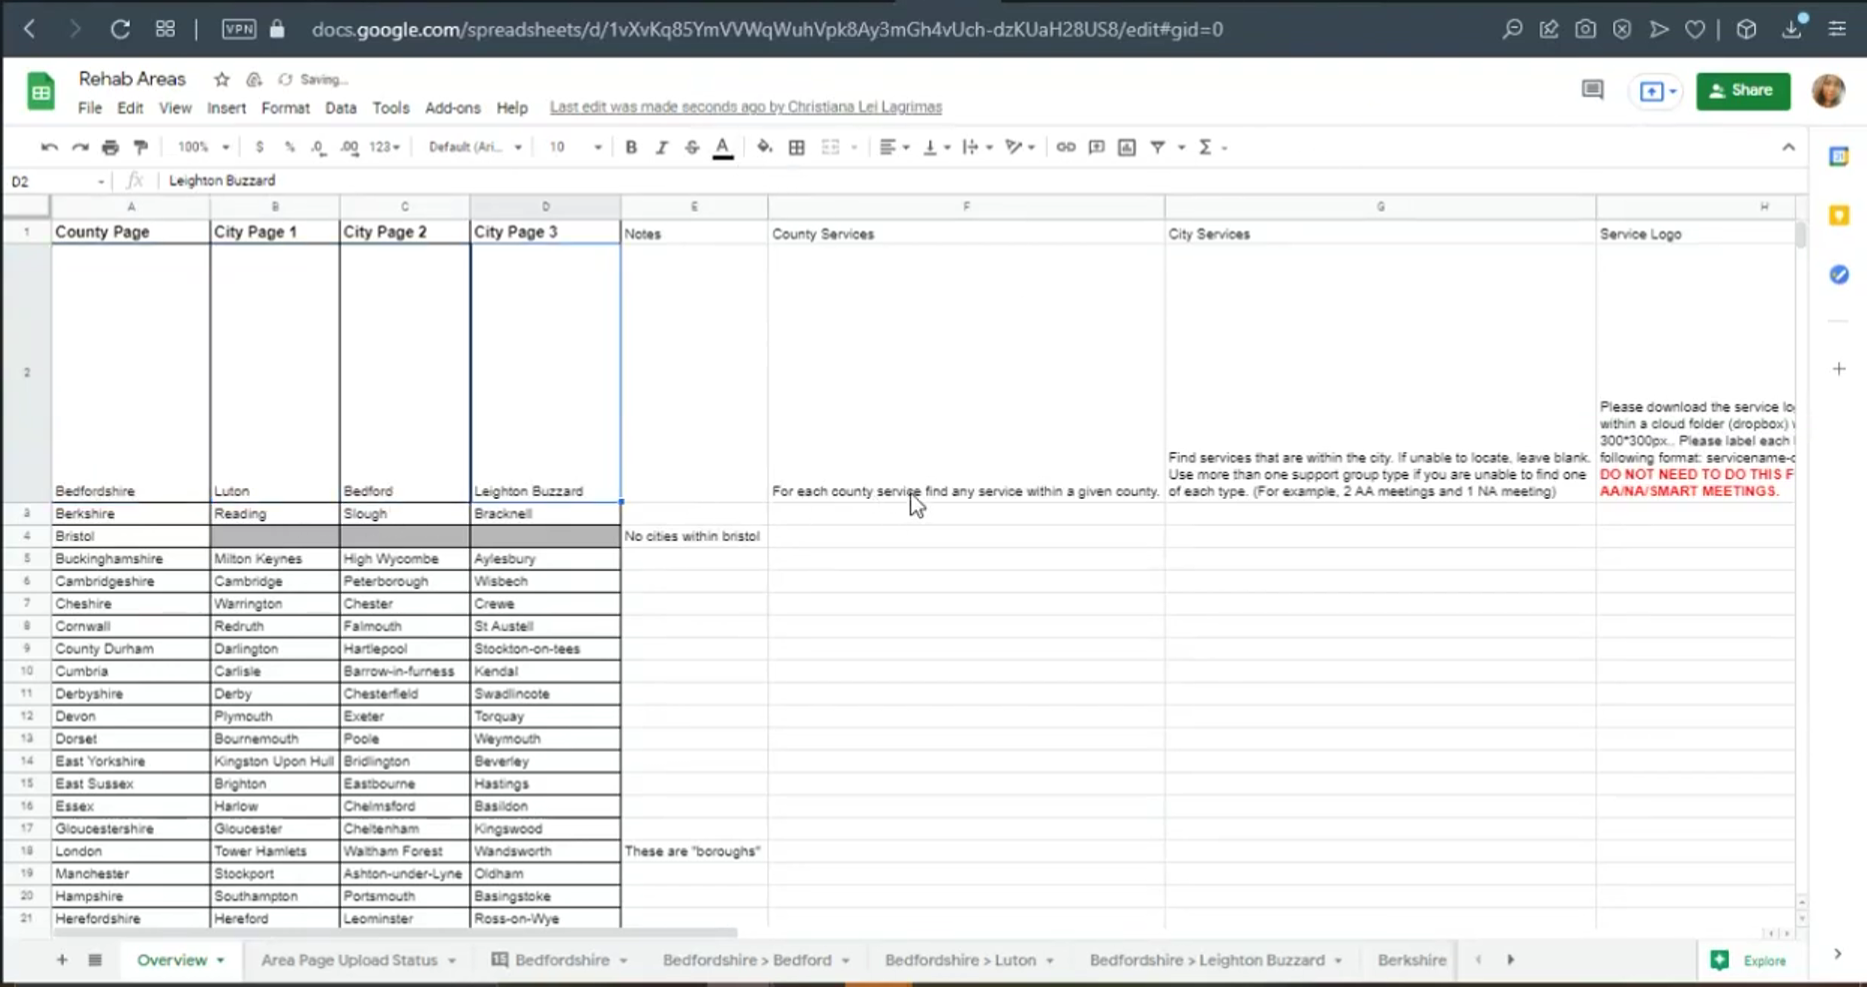 VPN
docs.google.com/spreadsheets/d/1vXvKq85YmVVWqWuhVpk8Ay3mGh4vUch-dzKUaH28US8/edit#gid=0
Rehab Areas
Saving...
Share
File Edit View Insert Format Data Tools Add-ons Help Last edit was made seconds ago by Christiana Lei Lagrimas
100% $ % .0 .00 123 Default (Ari... 10 B I S A Σ
D2 fx Leighton Buzzard
A B C D E F G H
1 County Page City Page 1 City Page 2 City Page 3 Notes County Services City Services Service Logo
Please download the service lo
within a cloud folder (dropbox)
300*300px.. Please label each
Find services that are within the city. If unable to locate, leave blank. following format: servicename-
2 Use more than one support group type if you are unable to find one DO NOT NEED TO DO THIS F
Bedfordshire Luton Bedford Leighton Buzzard For each county service find any service within a given county. of each type. (For example, 2 AA meetings and 1 NA meeting) AA/NA/SMART MEETINGS.
3 Berkshire Reading Slough Bracknell
4 Bristol No cities within bristol
5 Buckinghamshire Milton Keynes High Wycombe Aylesbury
6 Cambridgeshire Cambridge Peterborough Wisbech
7 Cheshire Warrington Chester Crewe
8 Cornwall Redruth Falmouth St Austell
9 County Durham Darlington Hartlepool Stockton-on-tees
10 Cumbria Carlisle Barrow-in-furness Kendal
11 Derbyshire Derby Chesterfield Swadlincote
12 Devon Plymouth Exeter Torquay
13 Dorset Bournemouth Poole Weymouth
14 East Yorkshire Kingston Upon Hull Bridlington Beverley
15 East Sussex Brighton Eastbourne Hastings
16 Essex Harlow Chelmsford Basildon
17 Gloucestershire Gloucester Cheltenham Kingswood
18 London Tower Hamlets Waltham Forest Wandsworth These are "boroughs"
19 Manchester Stockport Ashton-under-Lyne Oldham
20 Hampshire Southampton Portsmouth Basingstoke
21 Herefordshire Hereford Leominster Ross-on-Wye
Overview Area Page Upload Status Bedfordshire Bedfordshire > Bedford Bedfordshire > Luton Bedfordshire > Leighton Buzzard Berkshire Explore